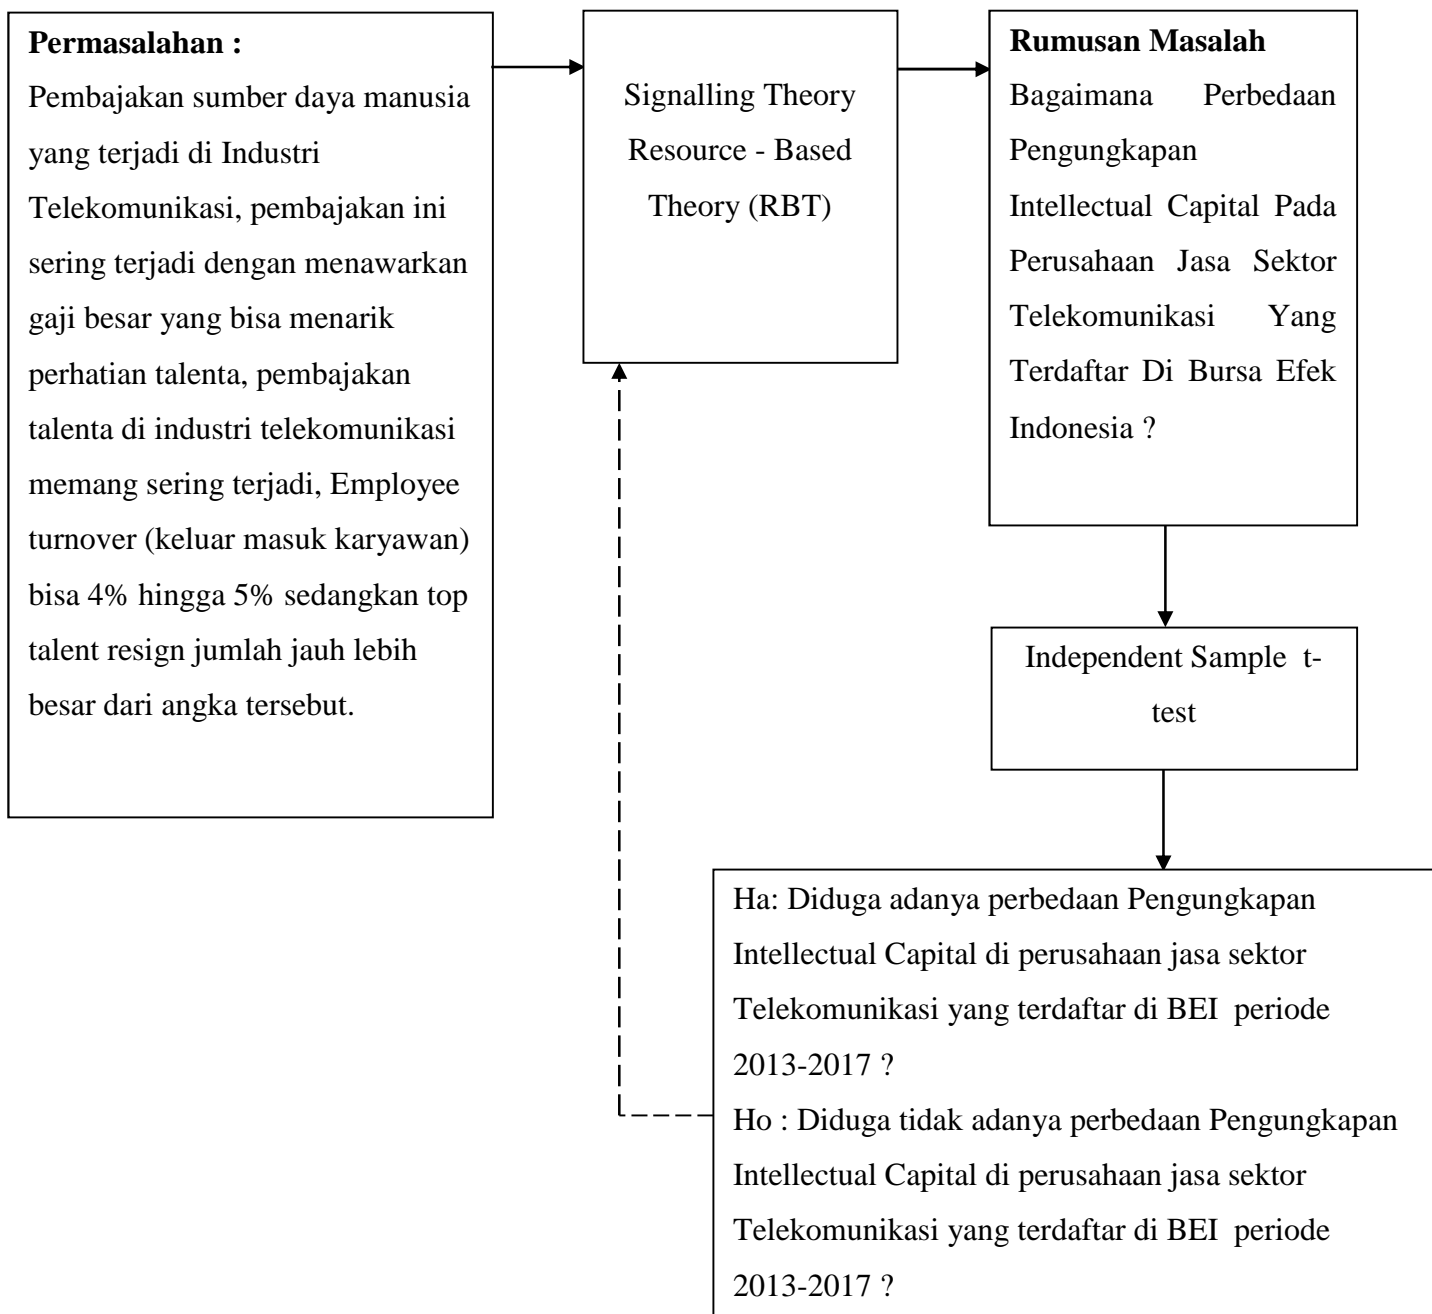 Permasalahan :
Pembajakan sumber daya manusia
yang terjadi di Industri
Telekomunikasi, pembajakan ini
sering terjadi dengan menawarkan
gaji besar yang bisa menarik
perhatian talenta, pembajakan
talenta di industri telekomunikasi
memang sering terjadi, Employee
turnover (keluar masuk karyawan)
bisa 4% hingga 5% sedangkan top
talent resign jumlah jauh lebih
besar dari angka tersebut.
Signalling Theory
Resource - Based
Theory (RBT)
Rumusan Masalah
Bagaimana Perbedaan
Pengungkapan
Intellectual Capital Pada
Perusahaan Jasa Sektor
Telekomunikasi Yang
Terdaftar Di Bursa Efek
Indonesia ?
Independent Sample t-
test
Ha: Diduga adanya perbedaan Pengungkapan
Intellectual Capital di perusahaan jasa sektor
Telekomunikasi yang terdaftar di BEI periode
2013-2017 ?
Ho : Diduga tidak adanya perbedaan Pengungkapan
Intellectual Capital di perusahaan jasa sektor
Telekomunikasi yang terdaftar di BEI periode
2013-2017 ?